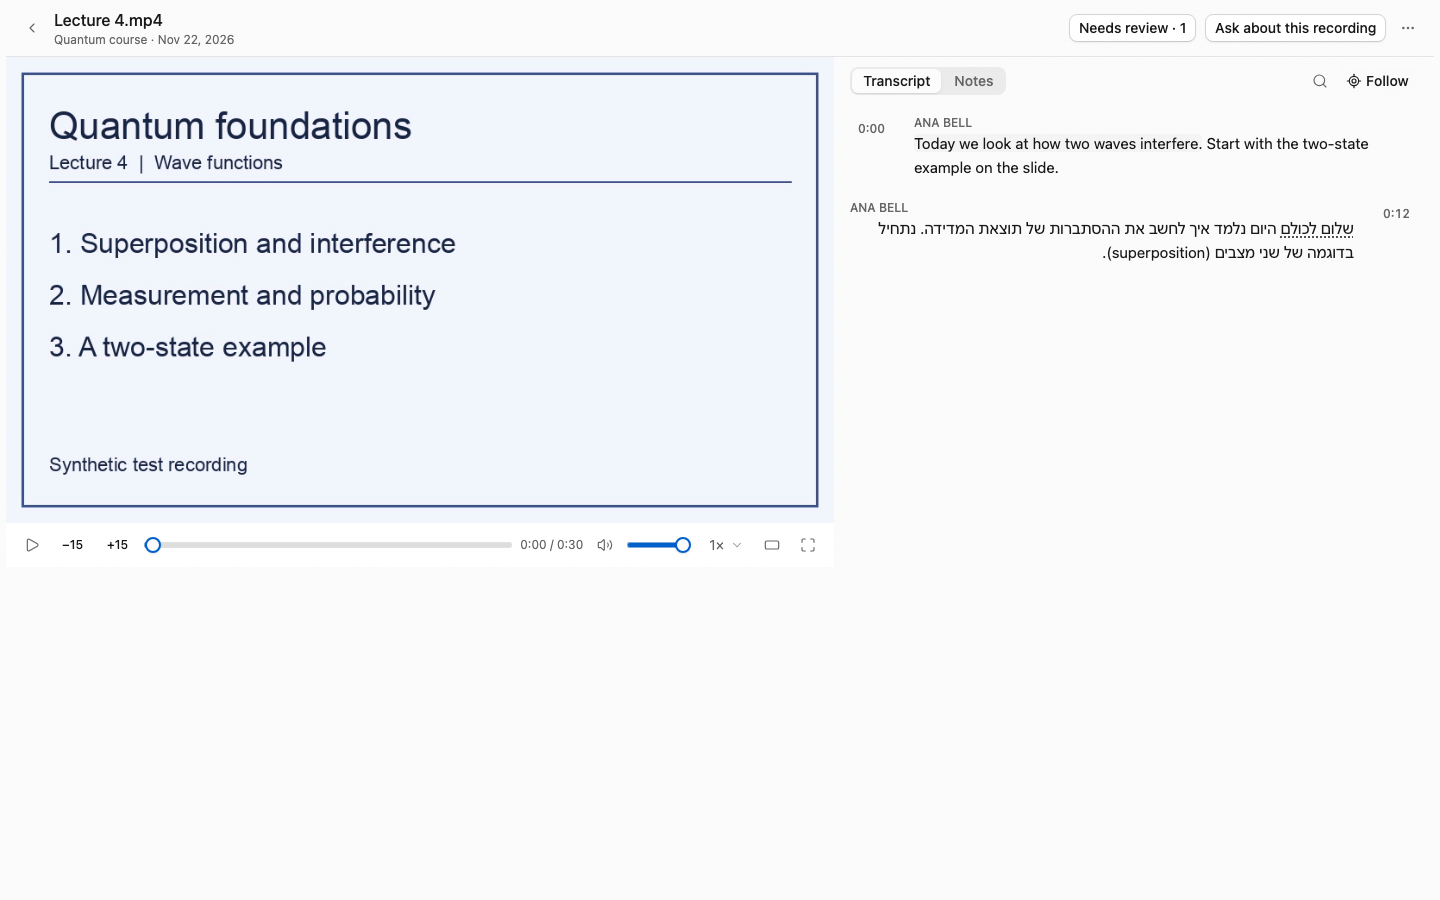 Lecture 4.mp4
Quantum course · Nov 22, 2026
Needs review · 1
Ask about this recording
Quantum foundations
Lecture 4 | Wave functions
1. Superposition and interference
2. Measurement and probability
3. A two-state example
Synthetic test recording
−15
+15
0:00 / 0:30
1×
Transcript
Notes
Follow
0:00
ANA BELL
Today we look at how two waves interfere. Start with the two-state
example on the slide.
ANA BELL
0:12
שלום לכולם היום נלמד איך לחשב את ההסתברות של תוצאת המדידה. נתחיל
בדוגמה של שני מצבים (superposition).